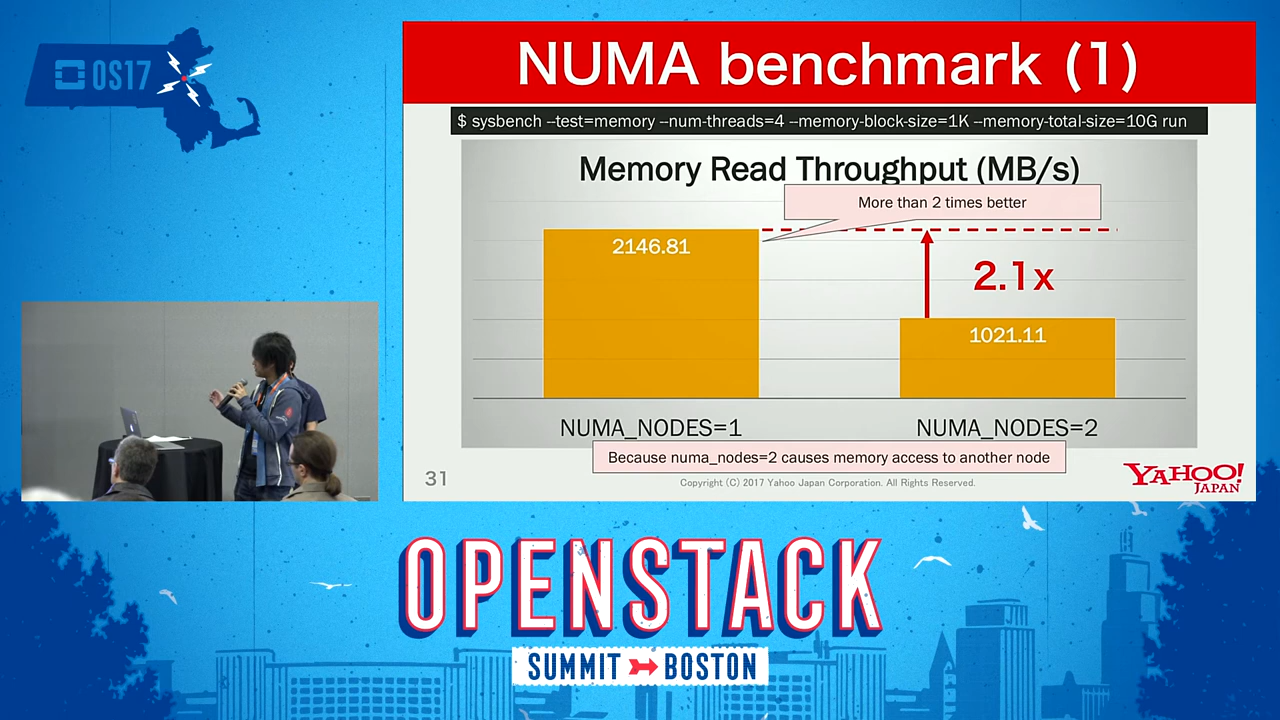 OS17
NUMA benchmark (1)
$ sysbench --test=memory --num-threads=4 --memory-block-size=1K --memory-total-size=10G run
Memory Read Throughput (MB/s)
More than 2 times better
2146.81
2.1x
1021.11
NUMA_NODES=1
NUMA_NODES=2
Because numa_nodes=2 causes memory access to another node
31
Copyright (C) 2017 Yahoo Japan Corporation. All Rights Reserved.
YAHOO!
JAPAN
OPENSTACK
SUMMIT BOSTON